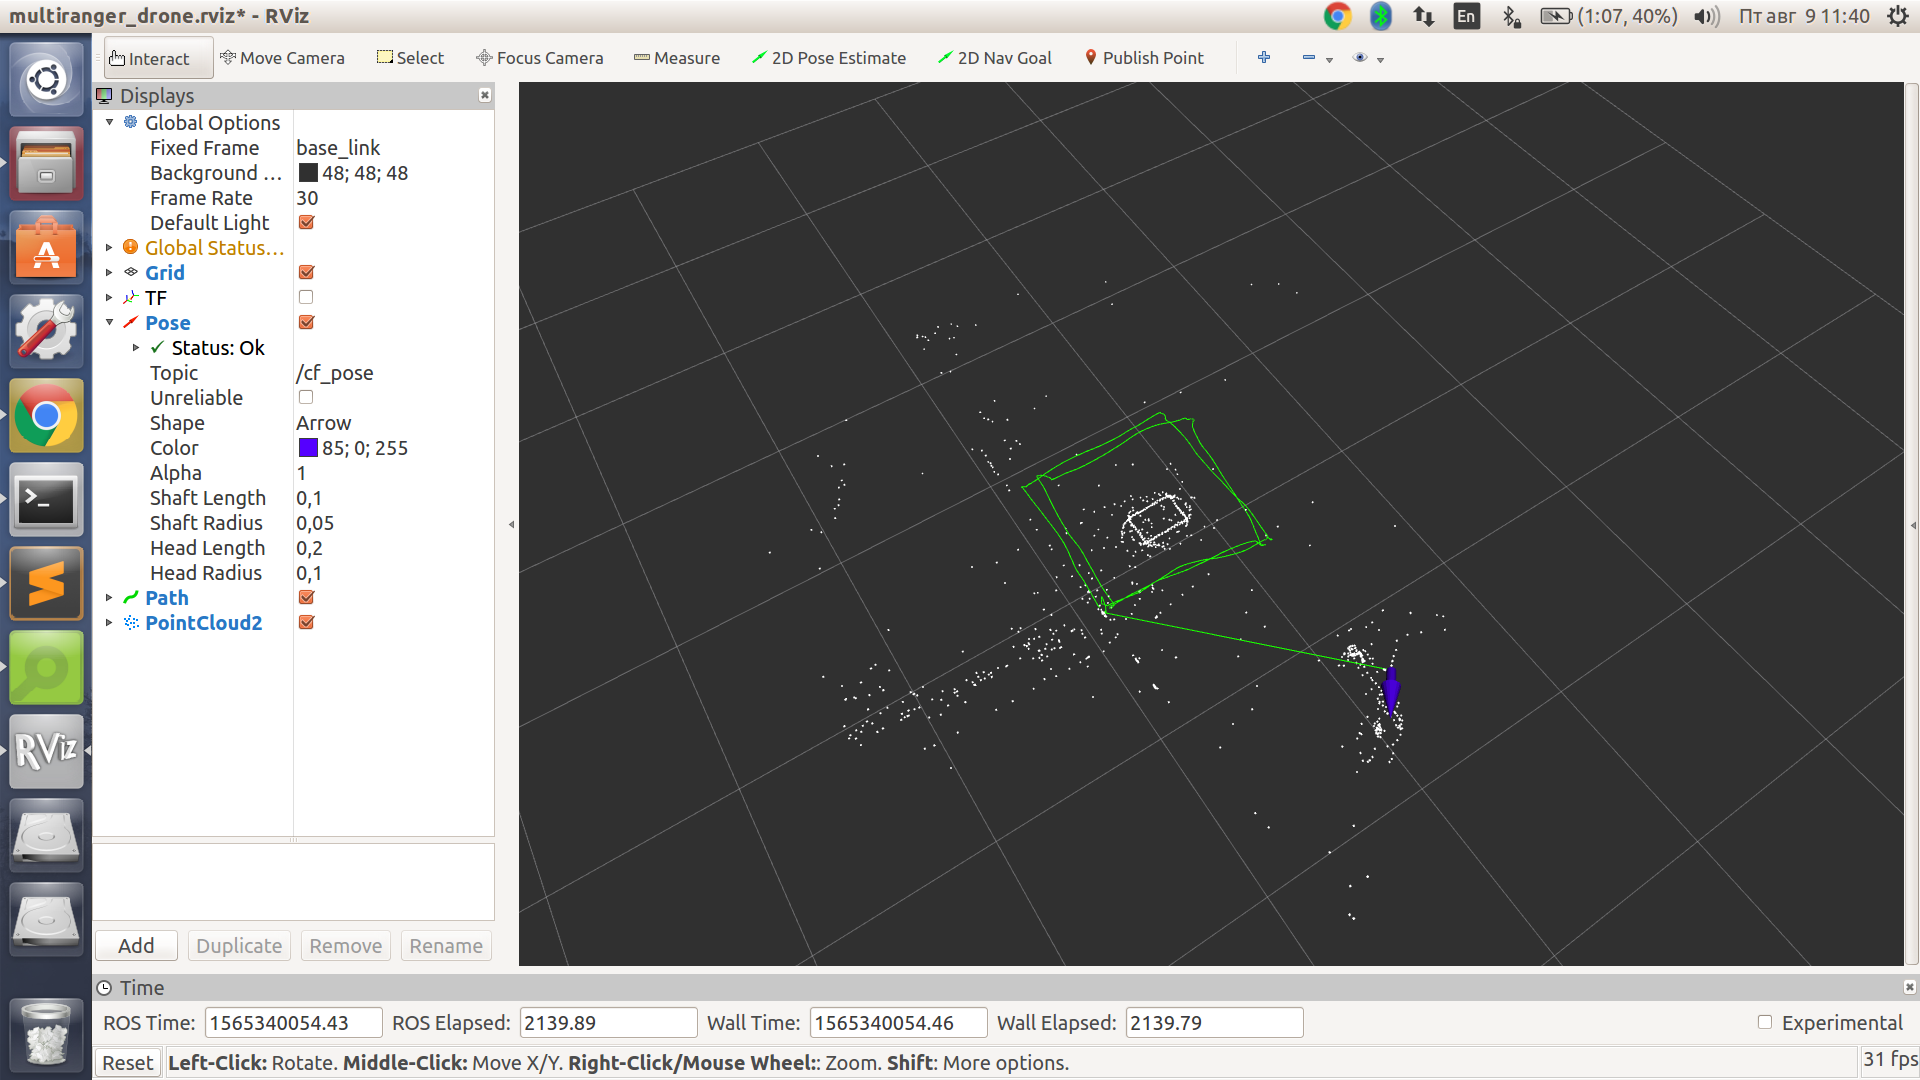 multiranger_drone.rviz* - RViz
En
(1:07, 40%)
Пт авг 9 11:40
Interact
Move Camera
Select
Focus Camera
Measure
2D Pose Estimate
2D Nav Goal
Publish Point
Displays
Global Options
Fixed Frame base_link
Background ... 48; 48; 48
Frame Rate 30
Default Light
Global Status...
Grid
TF
Pose
Status: Ok
Topic /cf_pose
Unreliable
Shape Arrow
Color 85; 0; 255
Alpha 1
Shaft Length 0,1
Shaft Radius 0,05
Head Length 0,2
Head Radius 0,1
Path
PointCloud2
RViz
Add Duplicate Remove Rename
Time
ROS Time: 1565340054.43 ROS Elapsed: 2139.89 Wall Time: 1565340054.46 Wall Elapsed: 2139.79 Experimental
Reset Left-Click: Rotate. Middle-Click: Move X/Y. Right-Click/Mouse Wheel:: Zoom. Shift: More options. 31 fps